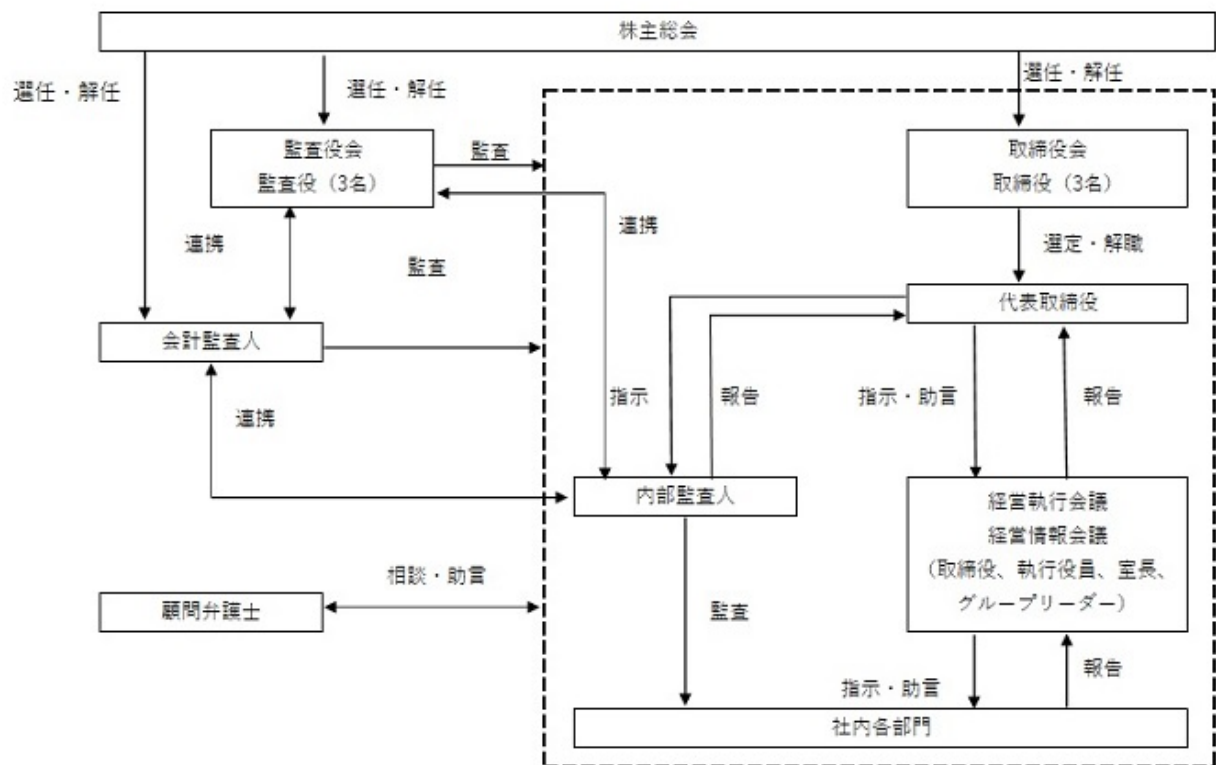 株主総会
選任・解任
選任・解任
選任・解任
監査役会
監査役（3名）
監査
取締役会
取締役（3名）
連携
連携
監査
選定・解職
代表取締役
会計監査人
指示
報告
指示・助言
報告
連携
内部監査人
経営執行会議
経営情報会議
（取締役、執行役員、室長、
グループリーダー）
相談・助言
顧問弁護士
監査
指示・助言
報告
社内各部門